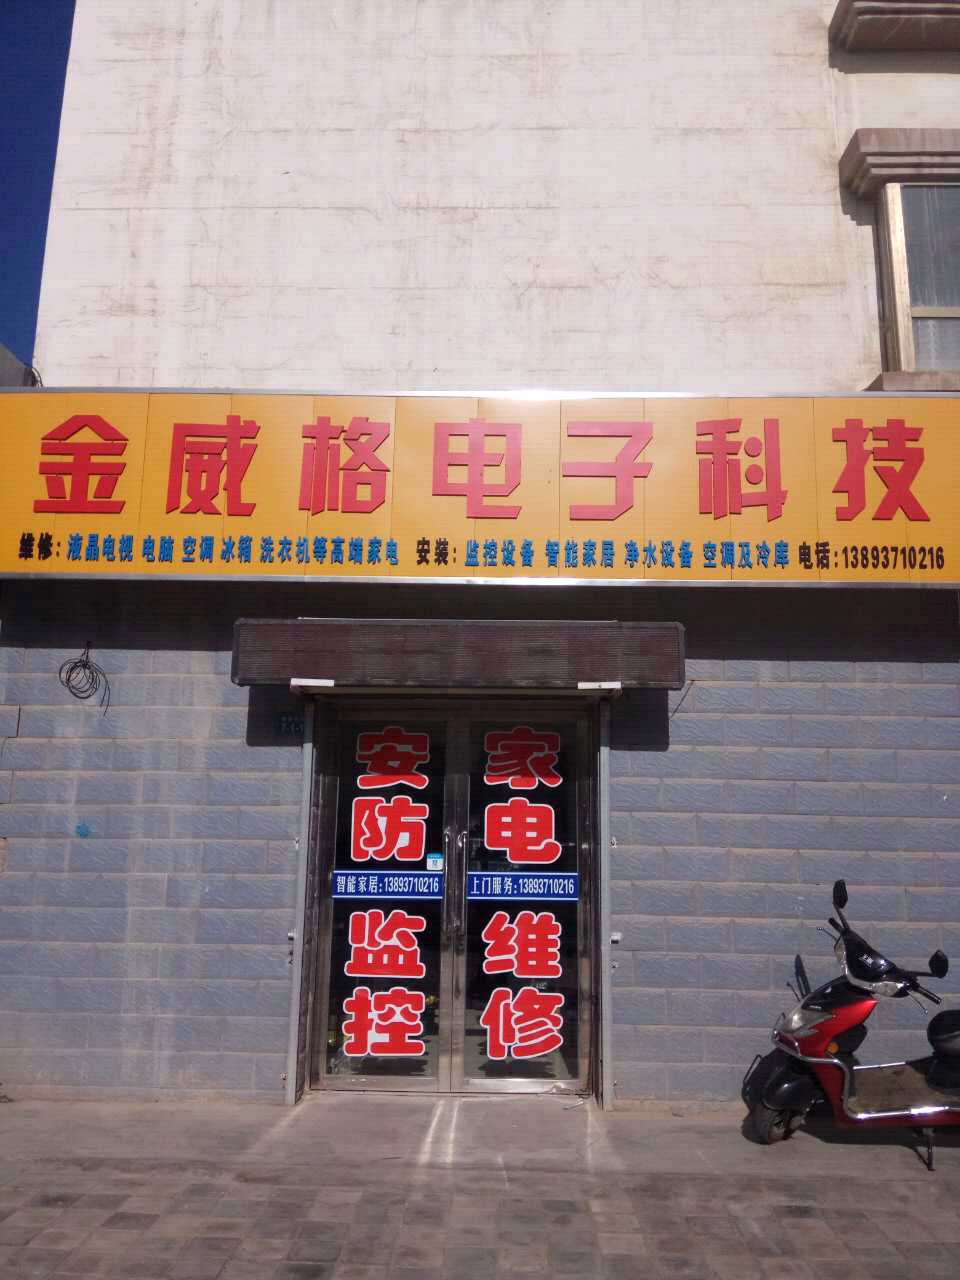 金威格电子科技
维修：液晶电视 电脑 空调 冰箱 洗衣机等高端家电 安装：监控设备 智能家居 净水设备 空调及冷库 电话：13893710216
安防监控
家电维修
智能家居：13893710216
上门服务：13893710216